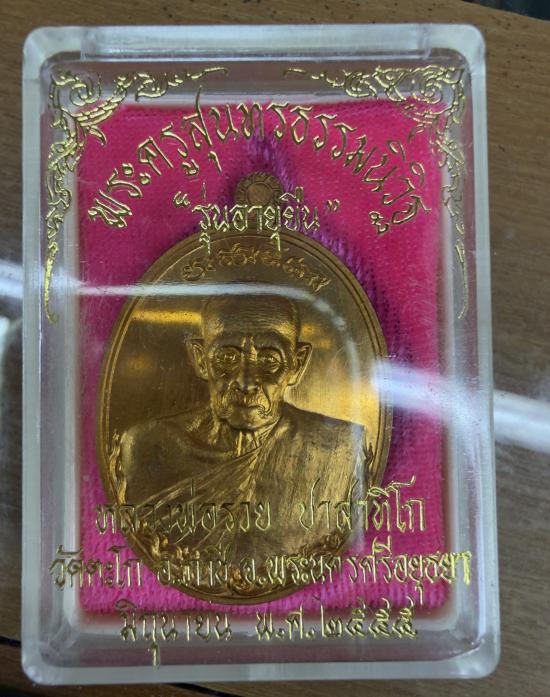 พระครูสุนทรธรรมนิวิฐ
“รุ่นอายุยืน”
หลวงพ่อรวย ปาสาทิโก
วัดตะโก อ.ภาชี จ.พระนครศรีอยุธยา
มิถุนายน พ.ศ.๒๕๕๕